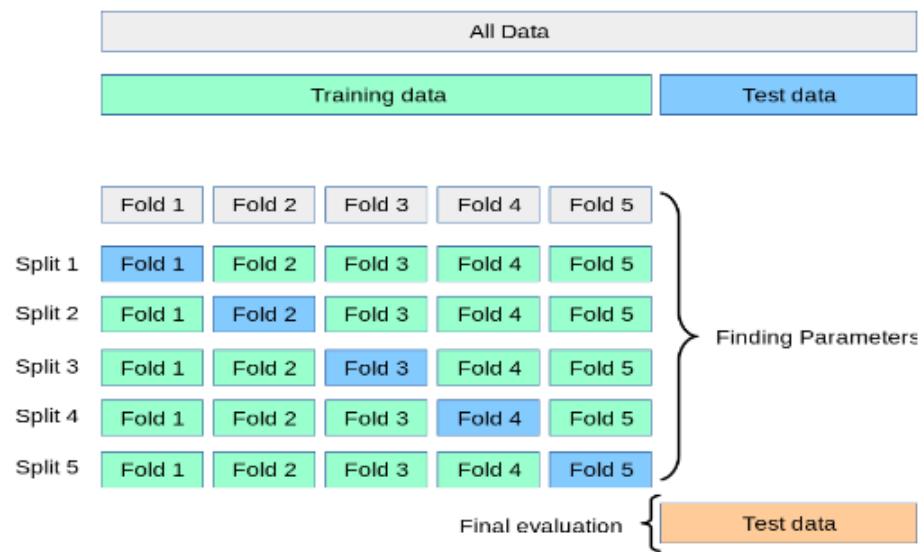 All Data
Training data Test data
Fold 1 Fold 2 Fold 3 Fold 4 Fold 5
Split 1 Fold 1 Fold 2 Fold 3 Fold 4 Fold 5
Split 2 Fold 1 Fold 2 Fold 3 Fold 4 Fold 5
Finding Parameters
Split 3 Fold 1 Fold 2 Fold 3 Fold 4 Fold 5
Split 4 Fold 1 Fold 2 Fold 3 Fold 4 Fold 5
Split 5 Fold 1 Fold 2 Fold 3 Fold 4 Fold 5
Final evaluation Test data